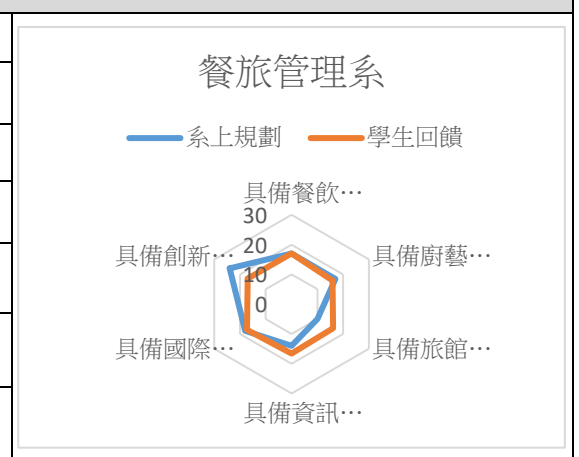 餐旅管理系
系上規劃 學生回饋
具備餐飲…
30
具備創新… 20 具備廚藝…
10
0
具備國際… 具備旅館…
具備資訊…